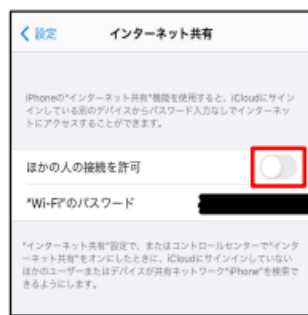 設定
インターネット共有
iPhoneの"インターネット共有"機能を使用すると、iCloudにサイン
インしている別のデバイスからパスワード入力なしでインターネッ
トにアクセスすることができます。
ほかの人の接続を許可
"Wi-Fi"のパスワード
"インターネット共有"設定で、またはコントロールセンターで"インタ
ーネット共有"をオンにしたときに、iCloudにサインインしていない
ほかのユーザーまたはデバイスが共有ネットワーク"iPhone"を検索で
きるようにします。